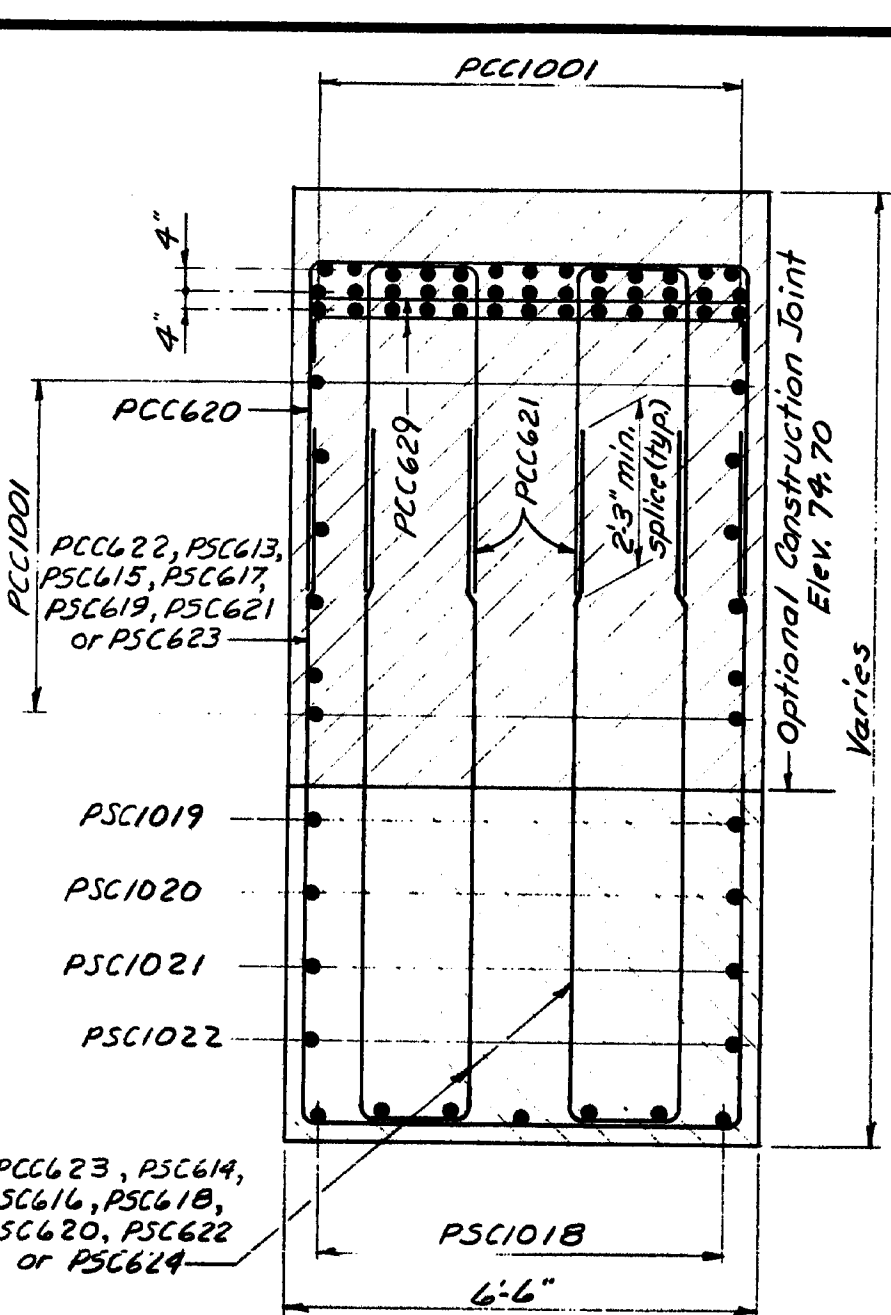 PCC1001
4"
4"
PCC620
PCC629
PCC621
2'-3" min.
splice (typ.)
Optional Construction Joint
Elev. 74.70
Varies
PCC1001
PCC622, PSC613,
PSC615, PSC617,
PSC619, PSC621
or PSC623
PSC1019
PSC1020
PSC1021
PSC1022
PCC623, PSC614,
SC616, PSC618,
SC620, PSC622
or PSC624
PSC1018
6'-6"